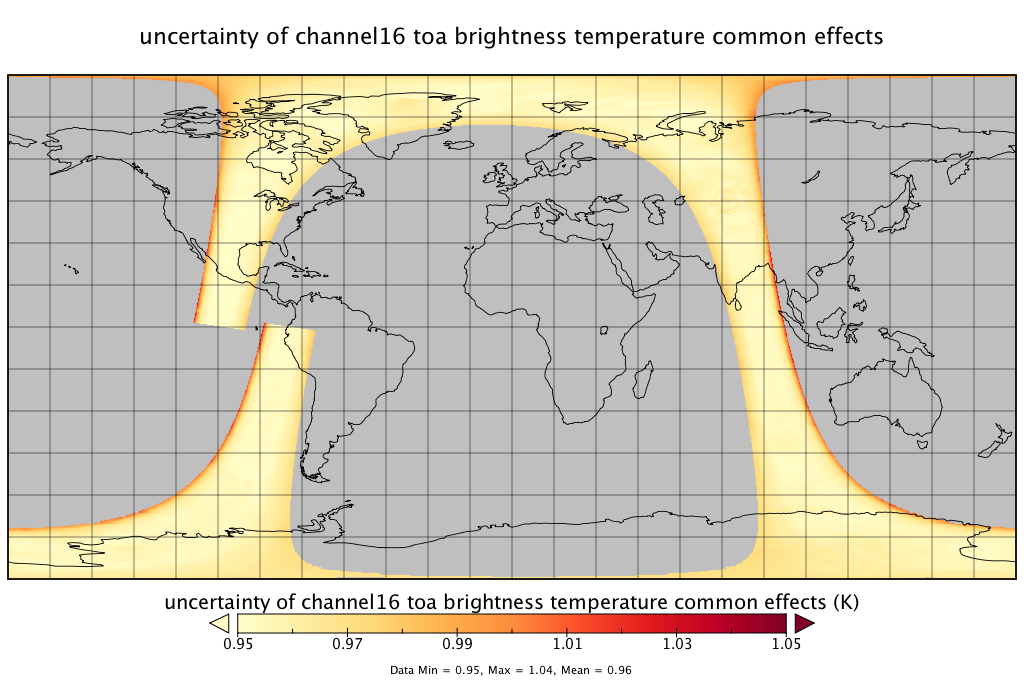 uncertainty of channel16 toa brightness temperature common effects
uncertainty of channel16 toa brightness temperature common effects (K)
0.95 0.97 0.99 1.01 1.03 1.05
Data Min = 0.95, Max = 1.04, Mean = 0.96